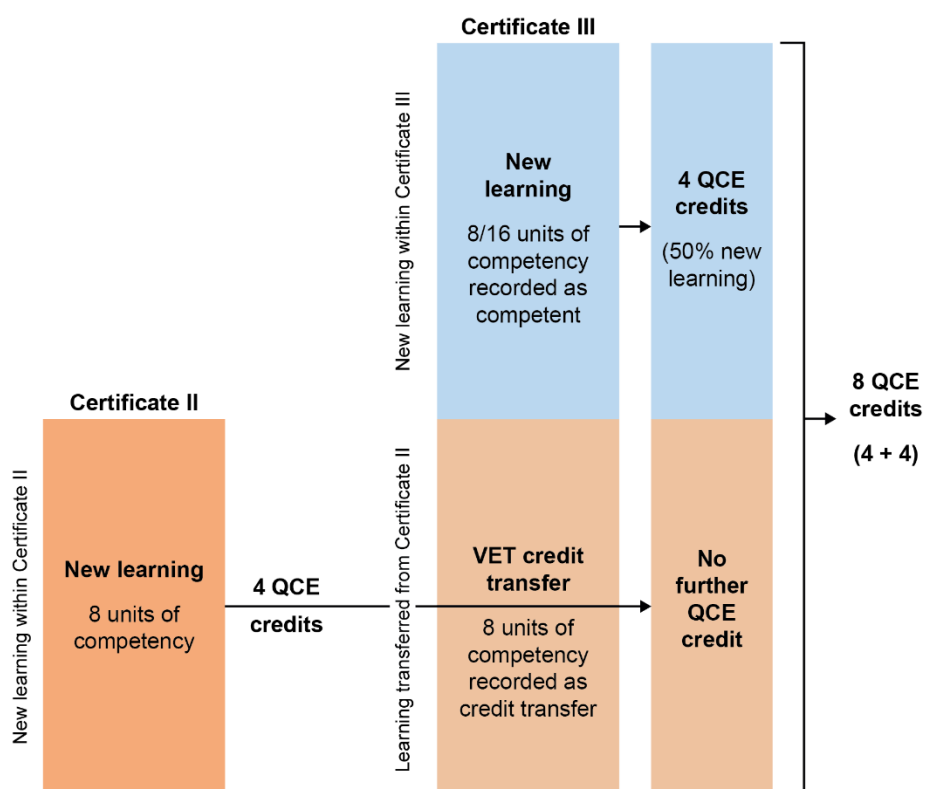 Certificate III
New learning within Certificate III
New
learning
8/16 units of
competency
recorded as
competent
4 QCE
credits
(50% new
learning)
8 QCE
credits
(4 + 4)
Certificate II
New learning within Certificate II
New learning
8 units of
competency
4 QCE
credits
Learning transferred from Certificate II
VET credit
transfer
8 units of
competency
recorded as
credit transfer
No
further
QCE
credit